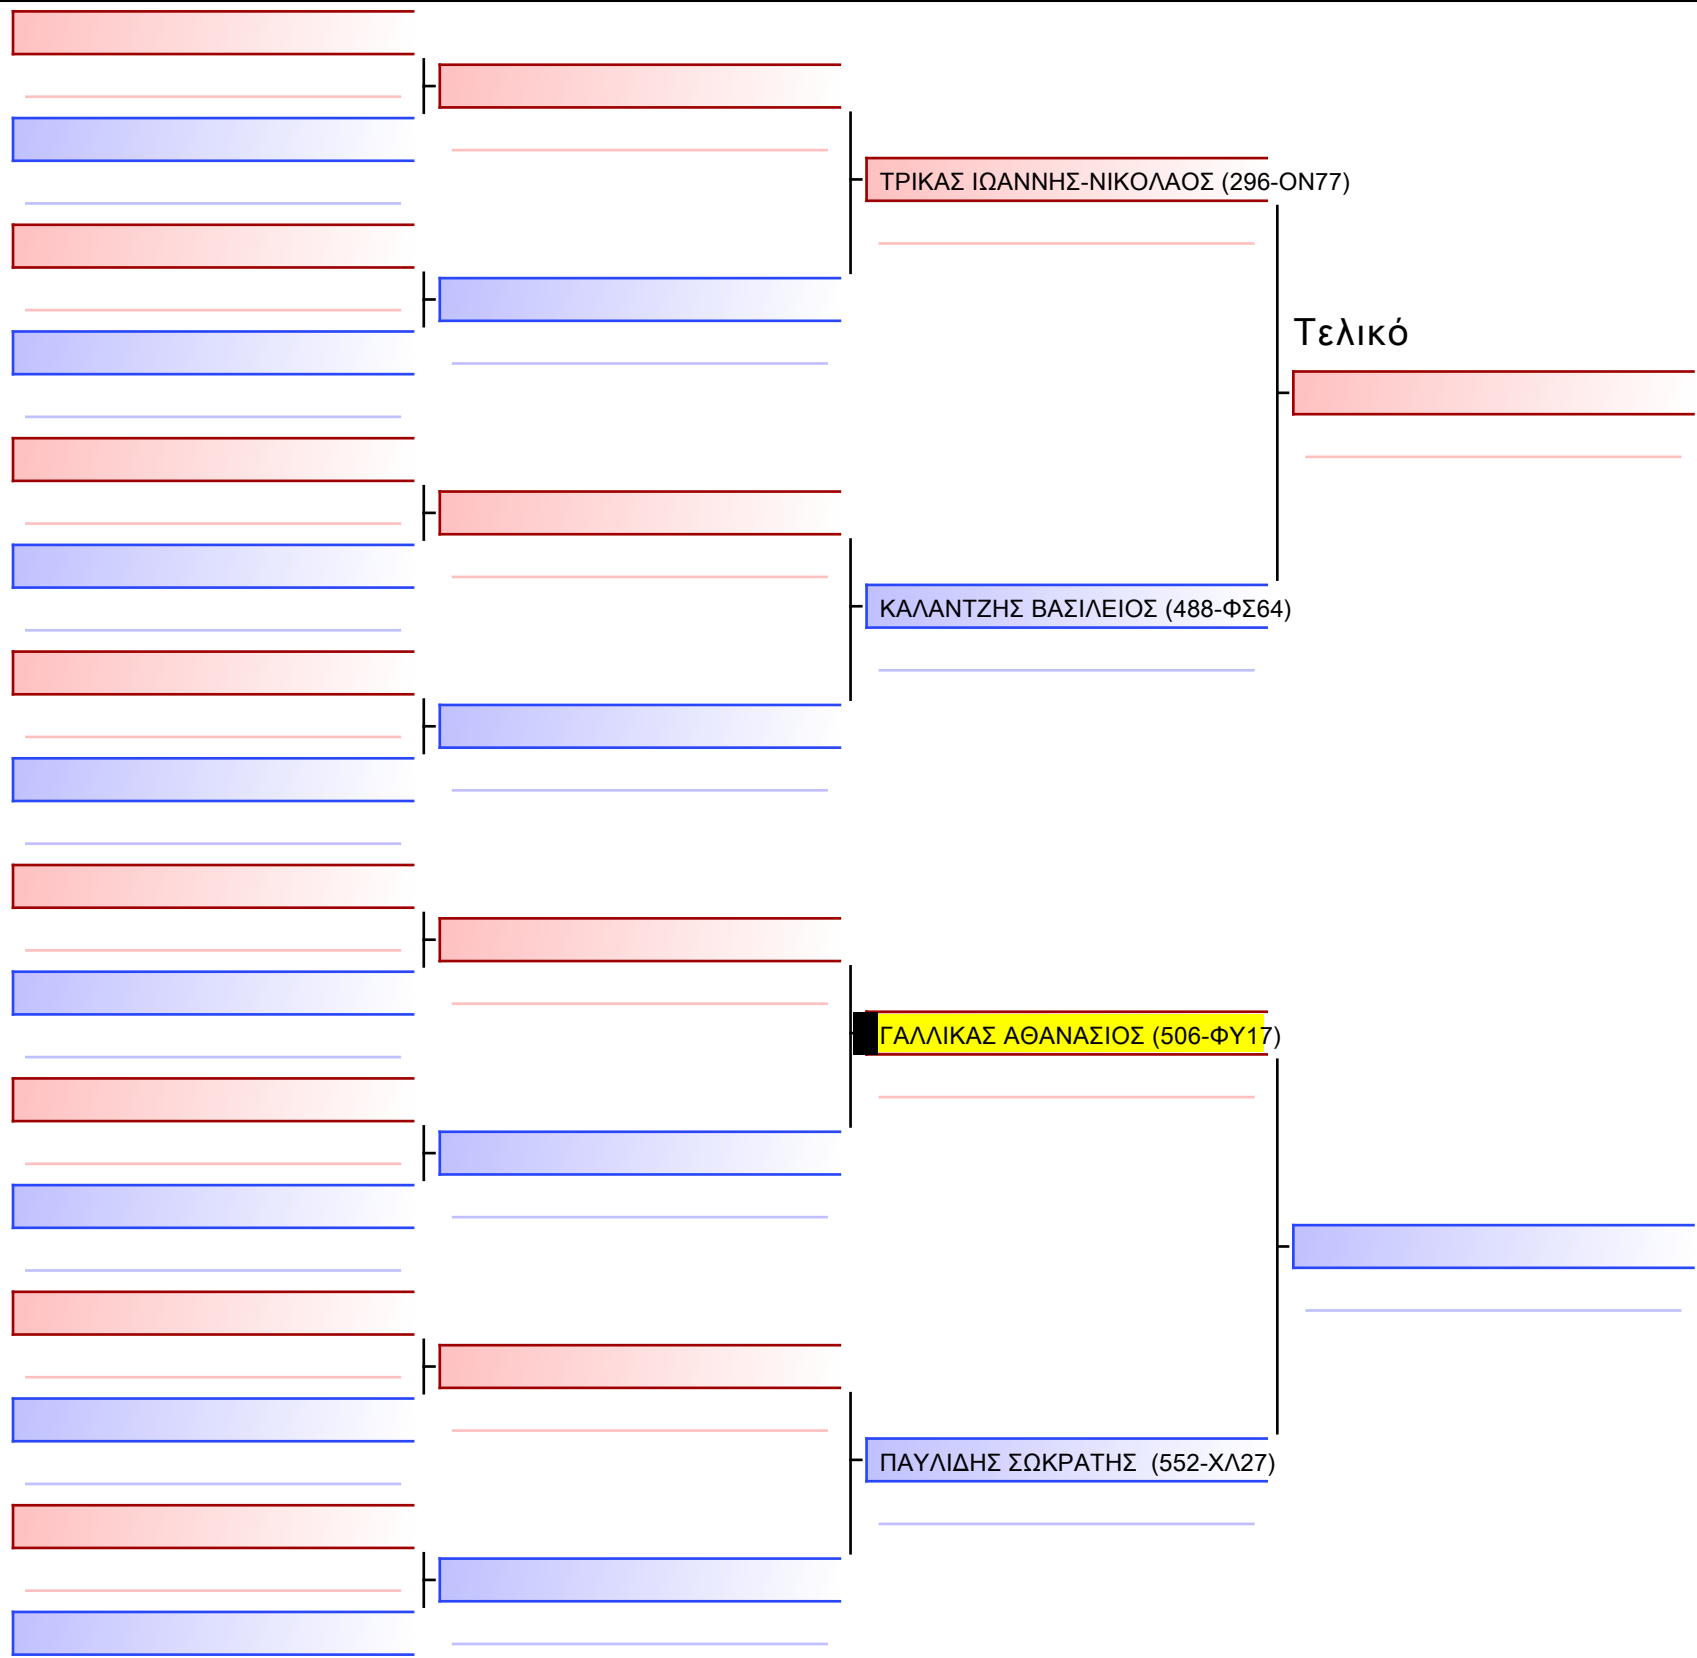 ΤΡΙΚΑΣ ΙΩΑΝΝΗΣ-ΝΙΚΟΛΑΟΣ (296-ΟΝ77)
Τελικό
ΚΑΛΑΝΤΖΗΣ ΒΑΣΙΛΕΙΟΣ (488-ΦΣ64)
ΓΑΛΛΙΚΑΣ ΑΘΑΝΑΣΙΟΣ (506-ΦΥ17)
ΠΑΥΛΙΔΗΣ ΣΩΚΡΑΤΗΣ (552-ΧΛ27)